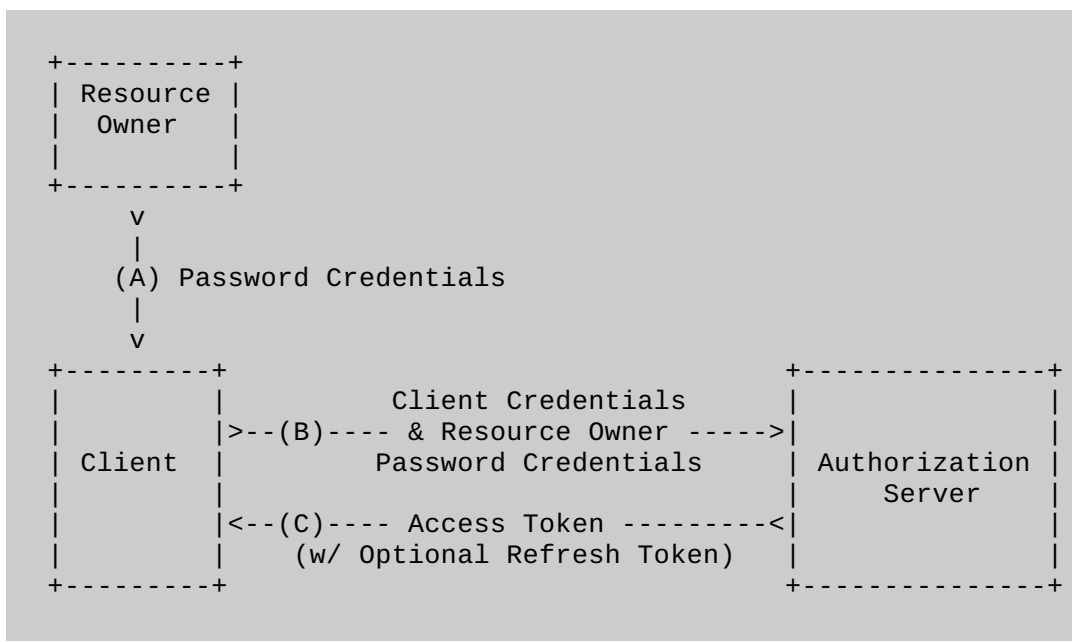 +----------+
| Resource |
|  Owner   |
|          |
+----------+
     v
     |
    (A) Password Credentials
     |
     v
+---------+                                  +---------------+
|         |          Client Credentials      |               |
|         |>--(B)---- & Resource Owner ----->|               |
| Client  |         Password Credentials     | Authorization |
|         |                                  |     Server    |
|         |<--(C)---- Access Token ---------<|               |
|         |    (w/ Optional Refresh Token)   |               |
+---------+                                  +---------------+